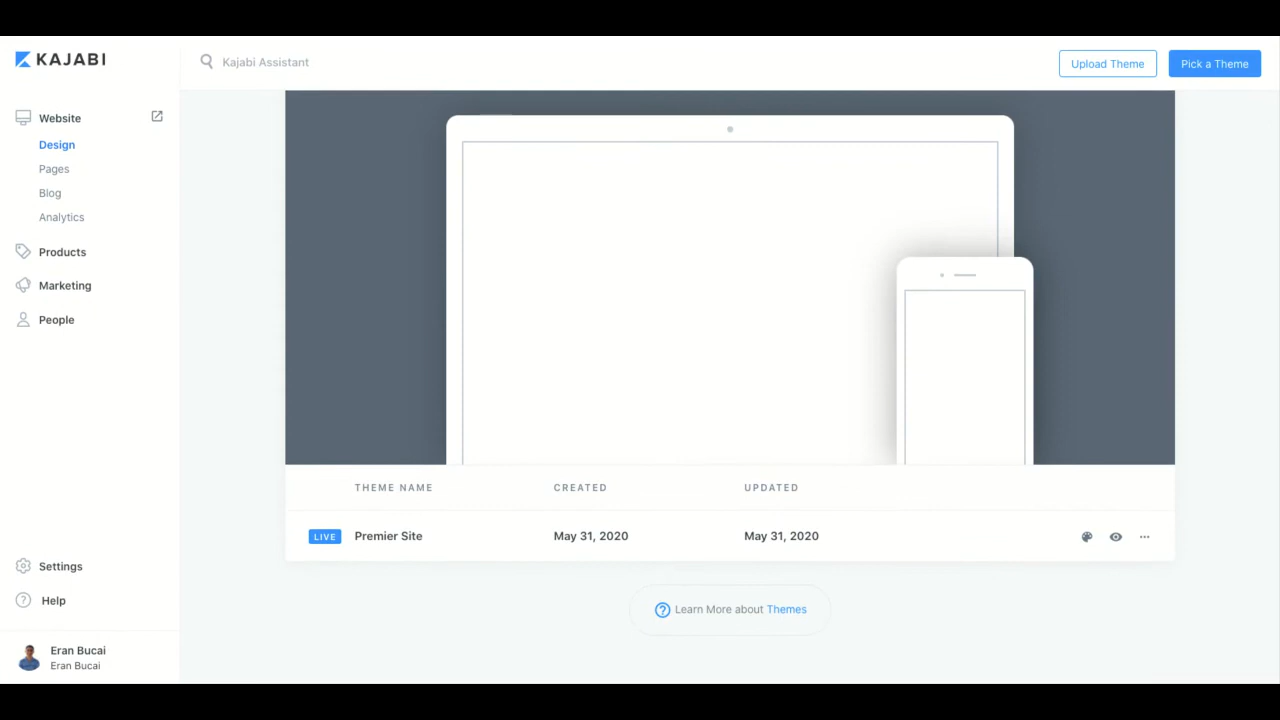 KAJABI
Kajabi Assistant
Upload Theme
Pick a Theme
Website
Design
Pages
Blog
Analytics
Products
Marketing
People
THEME NAME CREATED UPDATED
LIVE Premier Site May 31, 2020 May 31, 2020
? Learn More about Themes
Settings
? Help
Eran Bucai
Eran Bucai